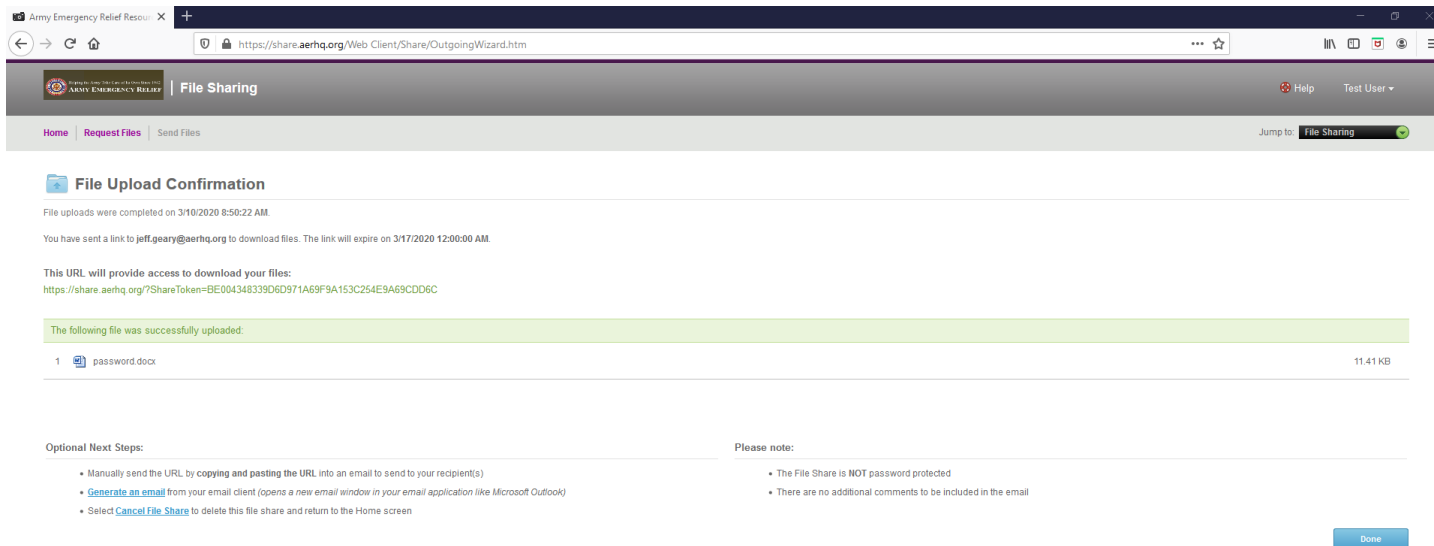 Army Emergency Relief Resour
https://share.aerhq.org/Web Client/Share/OutgoingWizard.htm
ARMY EMERGENCY RELIEF | File Sharing
Help Test User
Home Request Files Send Files
Jump to: File Sharing
File Upload Confirmation
File uploads were completed on 3/10/2020 8:50:22 AM.
You have sent a link to jeff.geary@aerhq.org to download files. The link will expire on 3/17/2020 12:00:00 AM.
This URL will provide access to download your files:
https://share.aerhq.org/?ShareToken=BE004348339D6D971A69F9A153C254E9A69CDD6C
The following file was successfully uploaded:
1 password.docx 11.41 KB
Optional Next Steps:
• Manually send the URL by copying and pasting the URL into an email to send to your recipient(s)
• Generate an email from your email client (opens a new email window in your email application like Microsoft Outlook)
• Select Cancel File Share to delete this file share and return to the Home screen
Please note:
• The File Share is NOT password protected
• There are no additional comments to be included in the email
Done